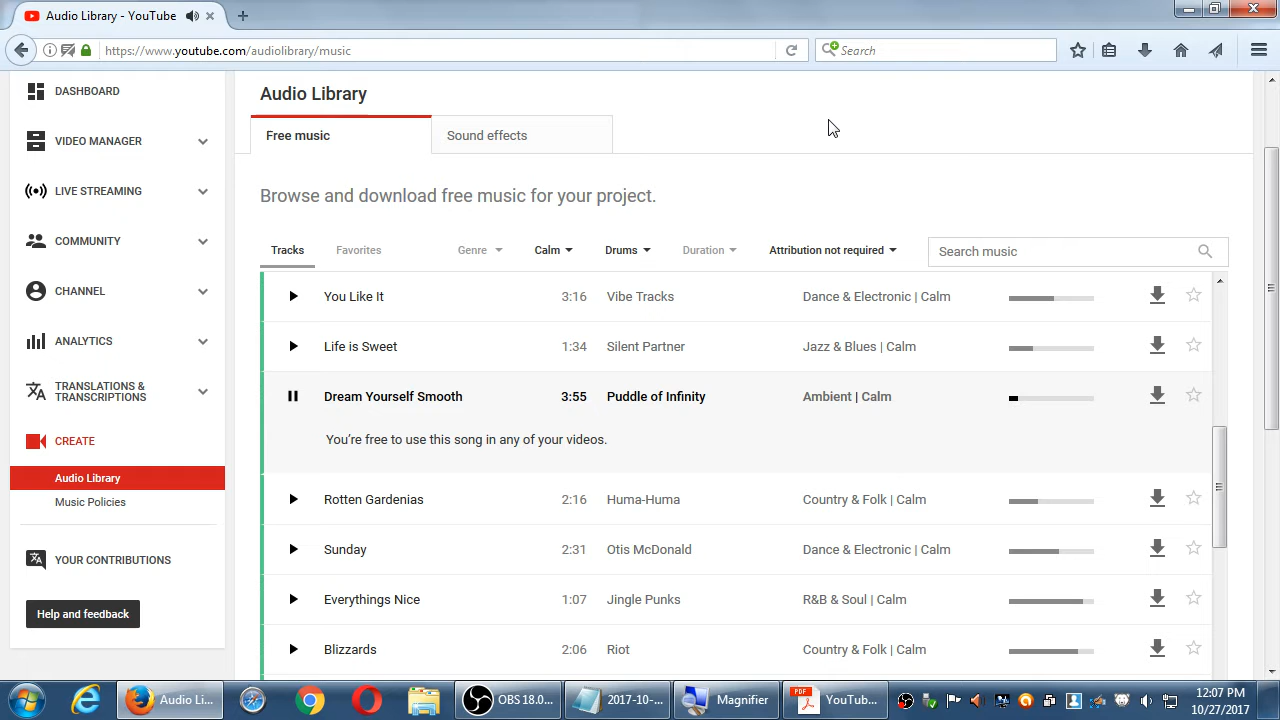 Audio Library - YouTube
https://www.youtube.com/audiolibrary/music
Search
DASHBOARD
VIDEO MANAGER
LIVE STREAMING
COMMUNITY
CHANNEL
ANALYTICS
TRANSLATIONS &
TRANSCRIPTIONS
CREATE
Audio Library
Music Policies
YOUR CONTRIBUTIONS
Help and feedback
Audio Library
Free music
Sound effects
Browse and download free music for your project.
Tracks Favorites Genre Calm Drums Duration Attribution not required Search music
You Like It 3:16 Vibe Tracks Dance & Electronic | Calm
Life is Sweet 1:34 Silent Partner Jazz & Blues | Calm
Dream Yourself Smooth 3:55 Puddle of Infinity Ambient | Calm
You're free to use this song in any of your videos.
Rotten Gardenias 2:16 Huma-Huma Country & Folk | Calm
Sunday 2:31 Otis McDonald Dance & Electronic | Calm
Everythings Nice 1:07 Jingle Punks R&B & Soul | Calm
Blizzards 2:06 Riot Country & Folk | Calm
Audio Li...
OBS 18.0...
2017-10-...
Magnifier
PDF
YouTub...
12:07 PM
10/27/2017